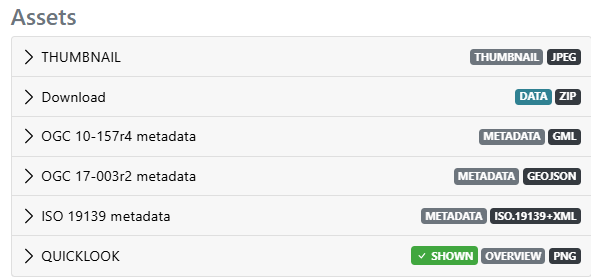 Assets
THUMBNAIL THUMBNAIL JPEG
Download DATA ZIP
OGC 10-157r4 metadata METADATA GML
OGC 17-003r2 metadata METADATA GEOJSON
ISO 19139 metadata METADATA ISO.19139+XML
QUICKLOOK ✓ SHOWN OVERVIEW PNG